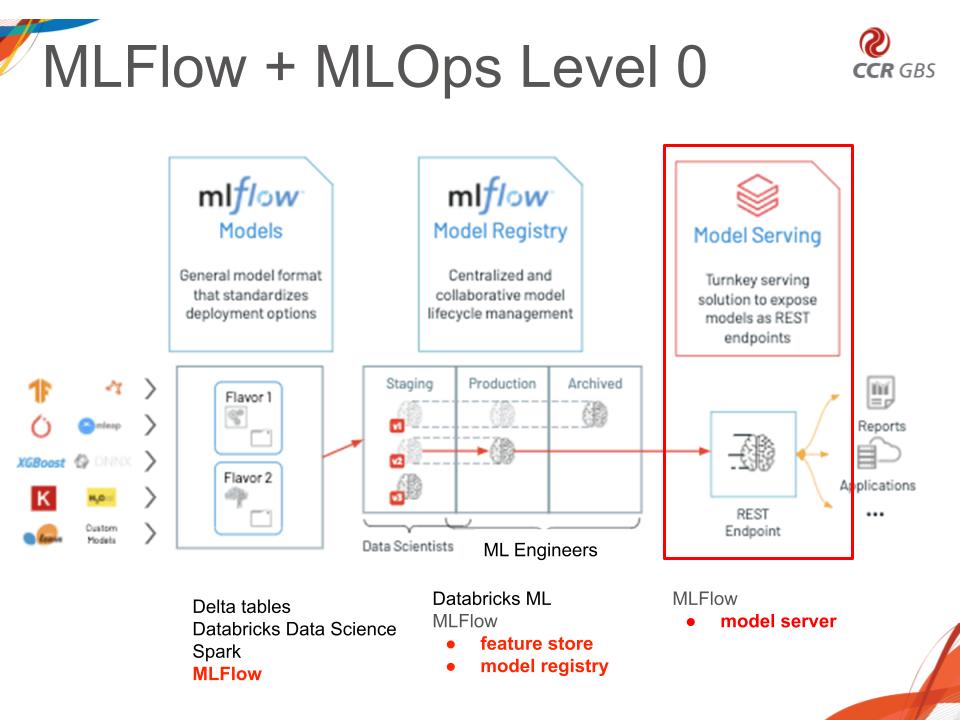 MLFlow + MLOps Level 0
CCR GBS
mlflow
Models
General model format
that standardizes
deployment options
mlflow
Model Registry
Centralized and
collaborative model
lifecycle management
Model Serving
Turnkey serving
solution to expose
models as REST
endpoints
mleap
XGBoost
ONNX
K
H2O
Custom
Models
Flavor 1
Flavor 2
Staging
Production
Archived
v1
v2
v3
Data Scientists
ML Engineers
REST
Endpoint
Reports
Applications
...
Delta tables
Databricks Data Science
Spark
MLFlow
Databricks ML
MLFlow
● feature store
● model registry
MLFlow
● model server